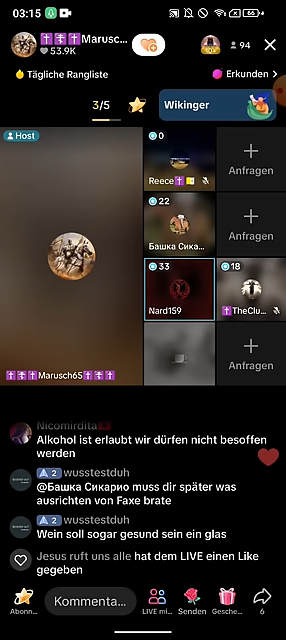 03:15
✝️✝️Marusc...
53.9K
94
Tägliche Rangliste
Erkunden >
3/5
Wikinger
Host
0
Reece✝️🇻🇦
Anfragen
22
Башка Сика...
Anfragen
33
Nard159
18
✝️TheClu...
Anfragen
✝️✝️✝️Marusch65✝️✝️✝️
Nicomirdita
Alkohol ist erlaubt wir dürfen nicht besoffen
werden
2 wusstestduh
@Башка Сикарио muss dir später was
ausrichten von Faxe brate
2 wusstestduh
Wein soll sogar gesund sein ein glas
Jesus ruft uns alle hat dem LIVE einen Like
gegeben
Abonn...
Kommenta...
LIVE mi...
Senden
Gesche...
6